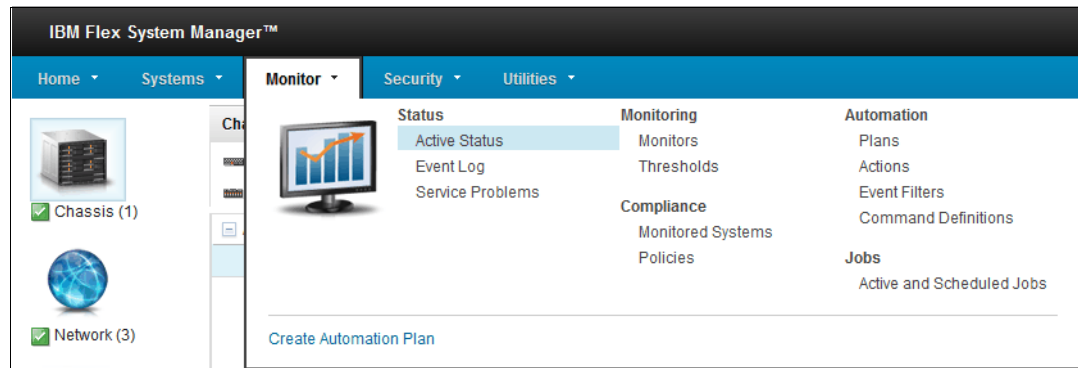 IBM Flex System Manager™
Home Systems Monitor Security Utilities
Chassis (1)
Network (3)
Status
Active Status
Event Log
Service Problems
Monitoring
Monitors
Thresholds
Compliance
Monitored Systems
Policies
Automation
Plans
Actions
Event Filters
Command Definitions
Jobs
Active and Scheduled Jobs
Create Automation Plan